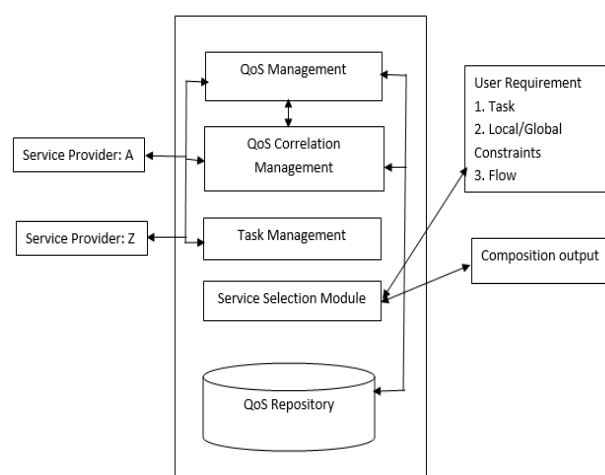 QoS Management
QoS Correlation
Management
Task Management
Service Selection Module
QoS Repository
Service Provider: A
Service Provider: Z
User Requirement
1. Task
2. Local/Global
Constraints
3. Flow
Composition output